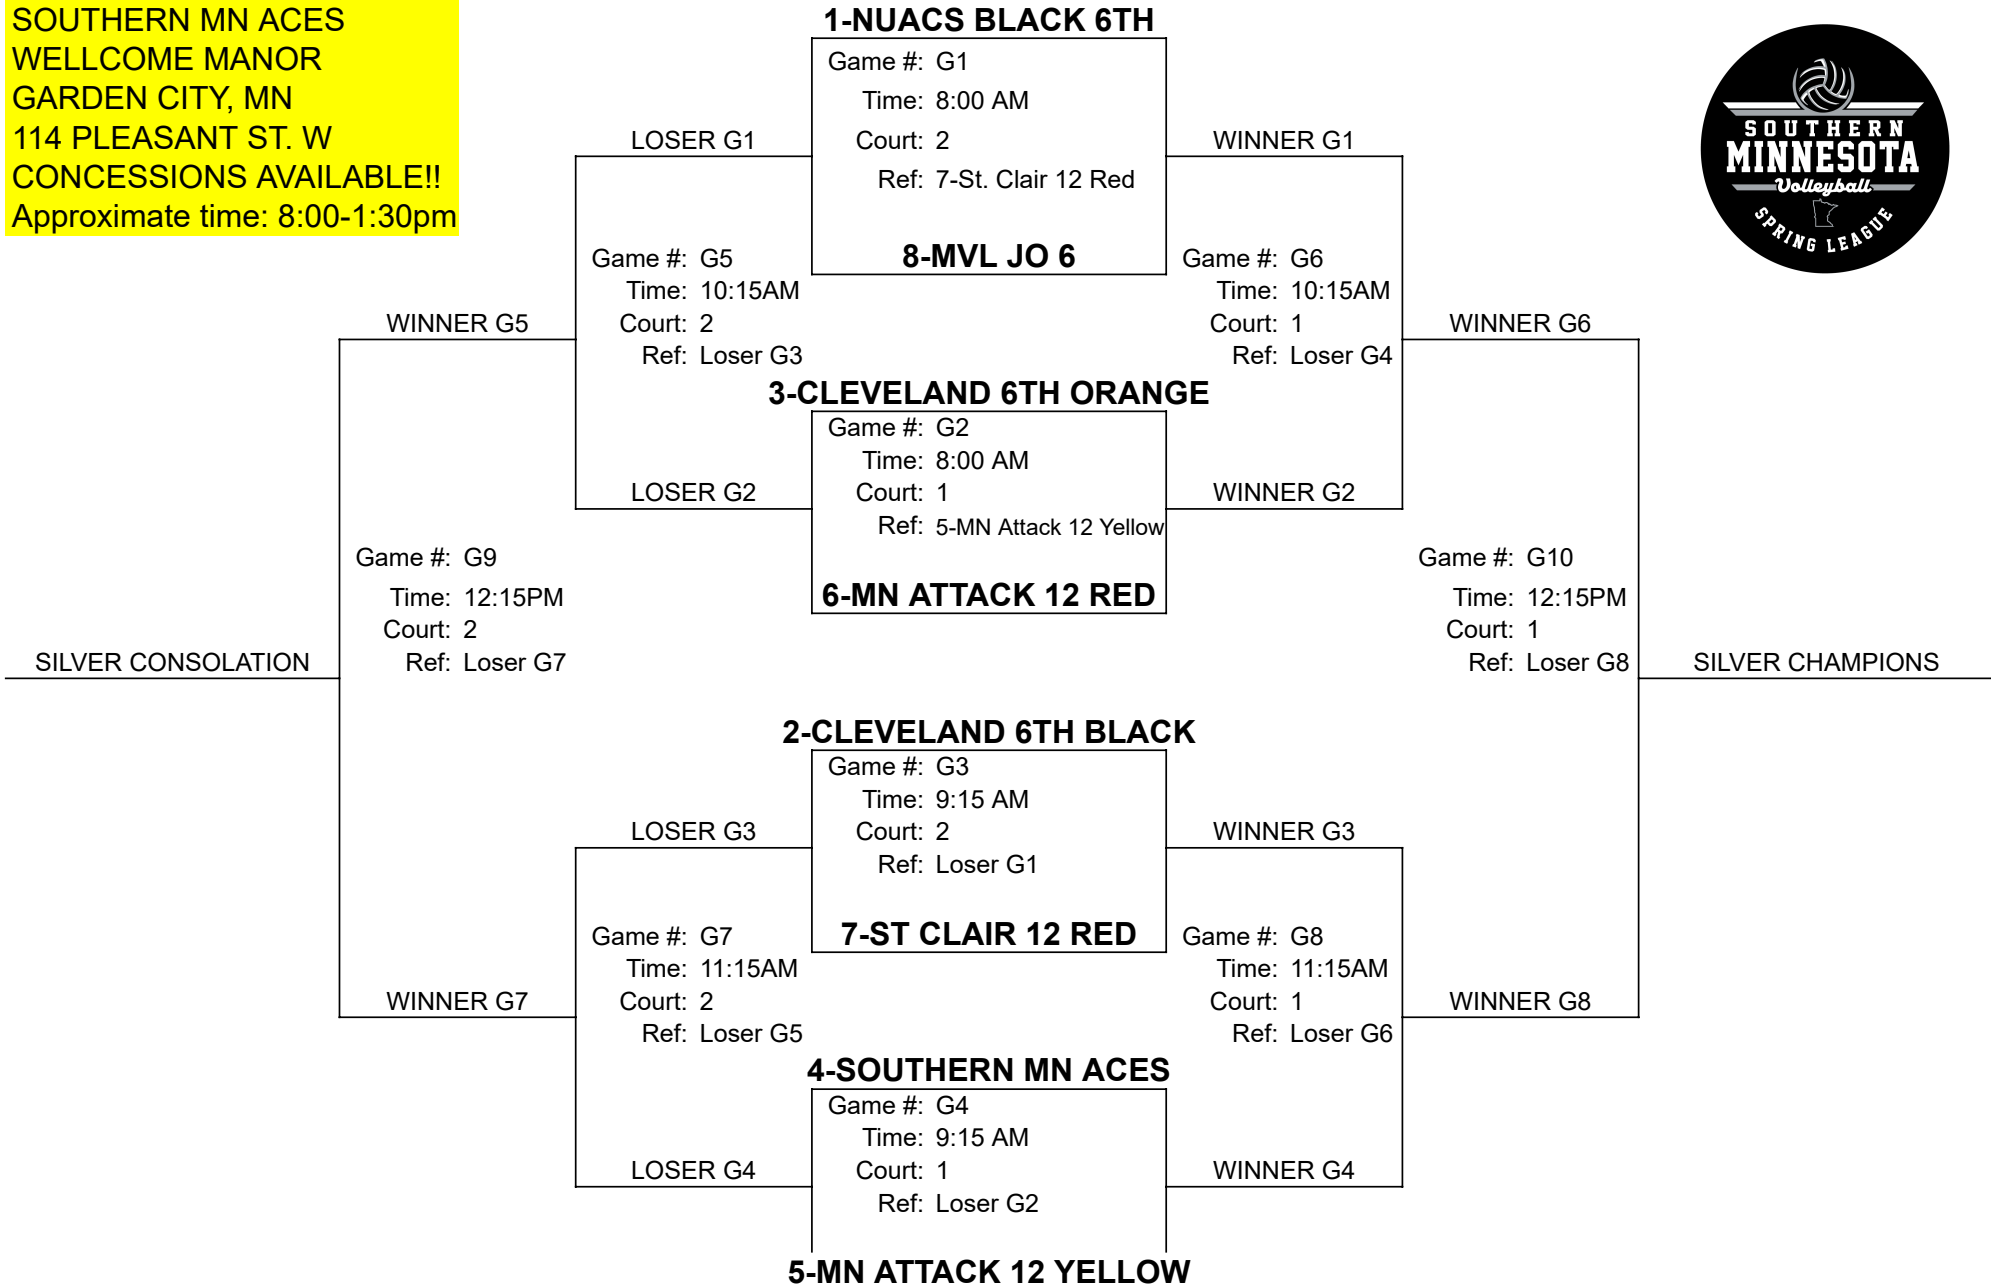 SOUTHERN MN ACES
WELLCOME MANOR
GARDEN CITY, MN
114 PLEASANT ST. W
CONCESSIONS AVAILABLE!!
Approximate time: 8:00-1:30pm
1-NUACS BLACK 6TH
Game #: G1
Time: 8:00 AM
Court: 2
Ref: 7-St. Clair 12 Red
8-MVL JO 6
LOSER G1
WINNER G1
SOUTHERN
MINNESOTA
Volleyball
SPRING LEAGUE
Game #: G5
Time: 10:15AM
Court: 2
Ref: Loser G3
Game #: G6
Time: 10:15AM
Court: 1
Ref: Loser G4
WINNER G5
WINNER G6
3-CLEVELAND 6TH ORANGE
Game #: G2
Time: 8:00 AM
Court: 1
Ref: 5-MN Attack 12 Yellow
6-MN ATTACK 12 RED
LOSER G2
WINNER G2
Game #: G9
Time: 12:15PM
Court: 2
Ref: Loser G7
Game #: G10
Time: 12:15PM
Court: 1
Ref: Loser G8
SILVER CONSOLATION
SILVER CHAMPIONS
2-CLEVELAND 6TH BLACK
Game #: G3
Time: 9:15 AM
Court: 2
Ref: Loser G1
7-ST CLAIR 12 RED
LOSER G3
WINNER G3
Game #: G7
Time: 11:15AM
Court: 2
Ref: Loser G5
Game #: G8
Time: 11:15AM
Court: 1
Ref: Loser G6
WINNER G7
WINNER G8
4-SOUTHERN MN ACES
Game #: G4
Time: 9:15 AM
Court: 1
Ref: Loser G2
LOSER G4
WINNER G4
5-MN ATTACK 12 YELLOW